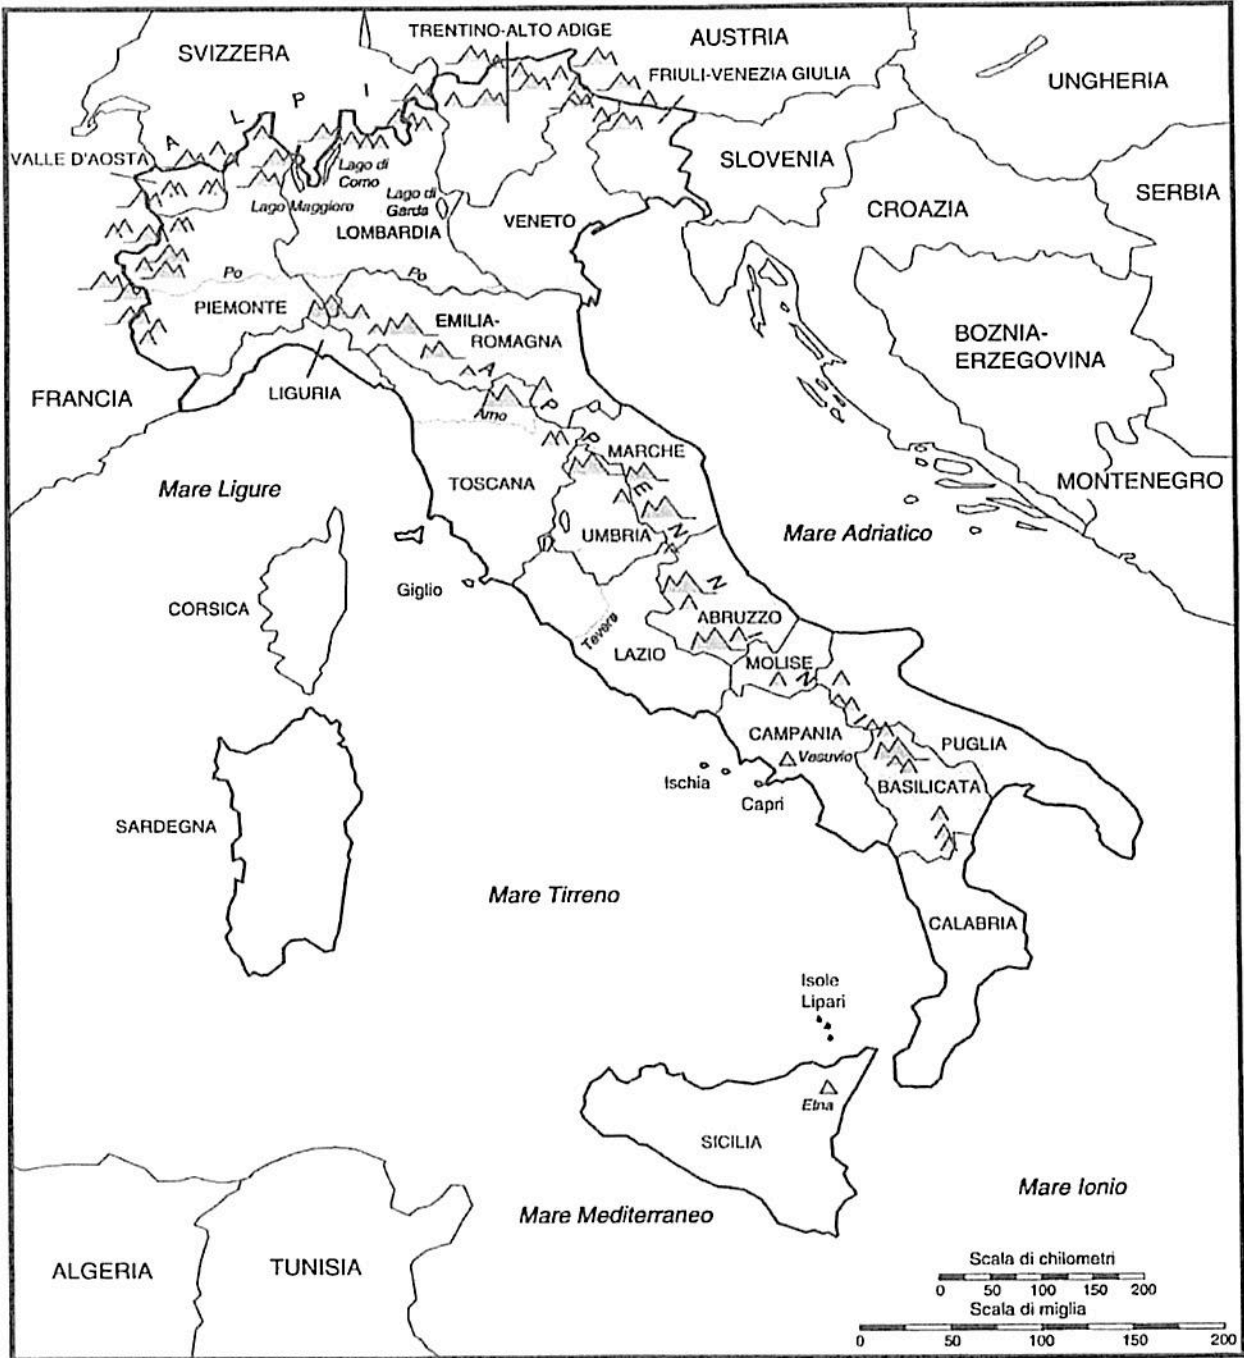 TRENTINO-ALTO ADIGE
AUSTRIA
SVIZZERA
FRIULI-VENEZIA GIULIA
UNGHERIA
ALPI
VALLE D'AOSTA
SLOVENIA
Lago di
Como
SERBIA
Lago Maggiore
Lago di
Garda
CROAZIA
VENETO
LOMBARDIA
Po
Po
PIEMONTE
EMILIA-
ROMAGNA
BOZNIA-
ERZEGOVINA
LIGURIA
FRANCIA
APPENNINI
Arno
MARCHE
TOSCANA
MONTENEGRO
Mare Ligure
UMBRIA
Mare Adriatico
Giglio
CORSICA
ABRUZZO
Tevere
LAZIO
MOLISE
CAMPANIA
PUGLIA
Vesuvio
Ischia
BASILICATA
Capri
SARDEGNA
Mare Tirreno
CALABRIA
Isole
Lipari
Etna
SICILIA
Mare Ionio
Mare Mediterraneo
ALGERIA
TUNISIA
Scala di chilometri
0 50 100 150 200
Scala di miglia
0 50 100 150 200